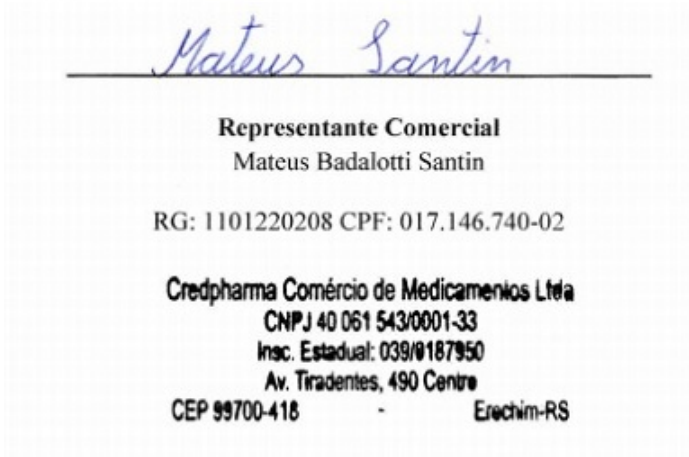 Mateus Santin
Representante Comercial
Mateus Badalotti Santin
RG: 1101220208 CPF: 017.146.740-02
Credpharma Comércio de Medicamentos Ltda
CNPJ 40 061 543/0001-33
Insc. Estadual: 039/0187950
Av. Tiradentes, 490 Centro
CEP 99700-418 - Erechim-RS